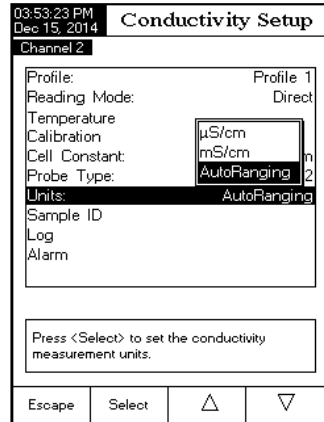 03:53:23 PM
Dec 15, 2014
Conductivity Setup
Channel 2
Profile: Profile 1
Reading Mode: Direct
Temperature
Calibration
Cell Constant: m
Probe Type: 2
µS/cm
mS/cm
AutoRanging
Units: AutoRanging
Sample ID
Log
Alarm
Press <Select> to set the conductivity
measurement units.
Escape Select